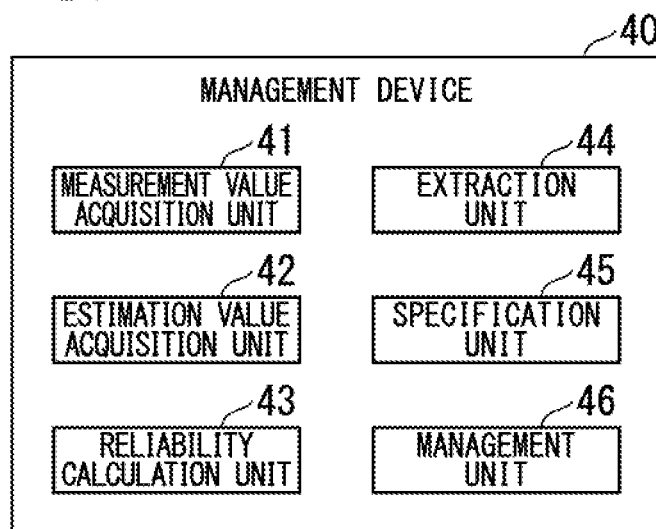 40
MANAGEMENT DEVICE
41
MEASUREMENT VALUE
ACQUISITION UNIT
44
EXTRACTION
UNIT
42
ESTIMATION VALUE
ACQUISITION UNIT
45
SPECIFICATION
UNIT
43
RELIABILITY
CALCULATION UNIT
46
MANAGEMENT
UNIT